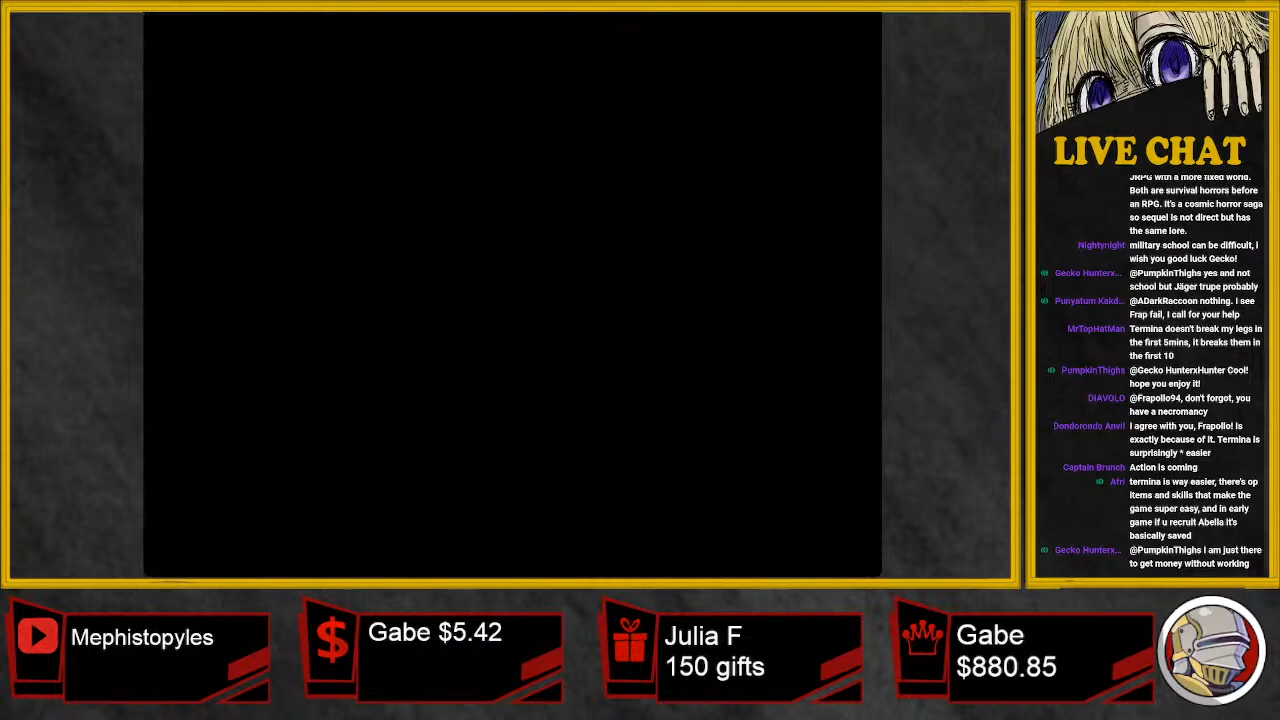 LIVE CHAT
JRPG with a more fixed world.
Both are survival horrors before
an RPG. It's a cosmic horror saga
so sequel is not direct but has
the same lore.
Nightynight military school can be difficult, I
wish you good luck Gecko!
Gecko Hunterx... @PumpkinThighs yes and not
school but Jäger trupe probably
Punyatum Kakd... @ADarkRaccoon nothing. I see
Frap fail, I call for your help
MrTopHatMan Termina doesn't break my legs in
the first 5mins, it breaks them in
the first 10
PumpkinThighs @Gecko HunterxHunter Cool!
hope you enjoy it!
DIAVOLO @Frapollo94, don't forgot, you
have a necromancy
Dondorondo Anvil I agree with you, Frapollo! Is
exactly because of it. Termina is
surprisingly * easier
Captain Brunch Action is coming
Afri termina is way easier, there's op
items and skills that make the
game super easy, and in early
game if u recruit Abella it's
basically saved
Gecko Hunterx... @PumpkinThighs I am just there
to get money without working
Mephistopyles
$ Gabe $5.42
Julia F
150 gifts
Gabe
$880.85